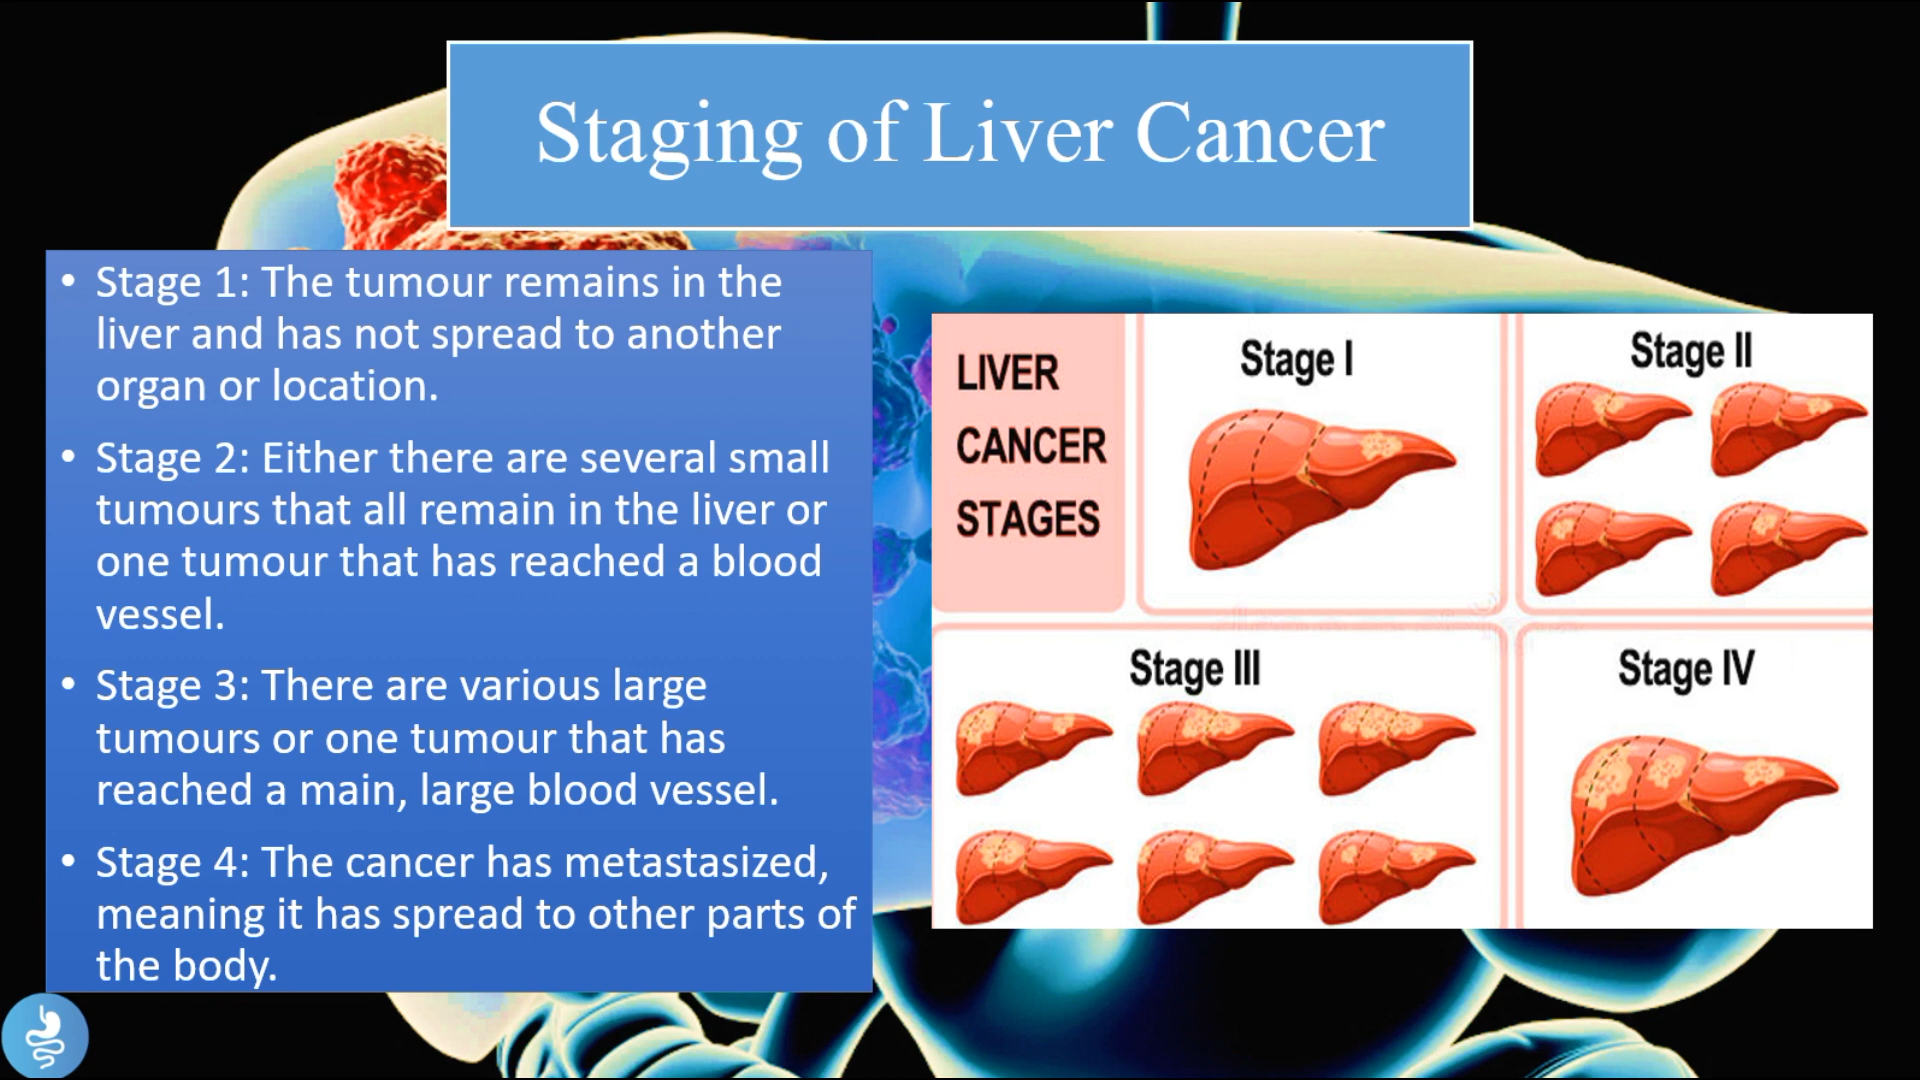 Staging of Liver Cancer
• Stage 1: The tumour remains in the
liver and has not spread to another
organ or location.
• Stage 2: Either there are several small
tumours that all remain in the liver or
one tumour that has reached a blood
vessel.
• Stage 3: There are various large
tumours or one tumour that has
reached a main, large blood vessel.
• Stage 4: The cancer has metastasized,
meaning it has spread to other parts of
the body.
LIVER
CANCER
STAGES
Stage I
Stage II
Stage III
Stage IV